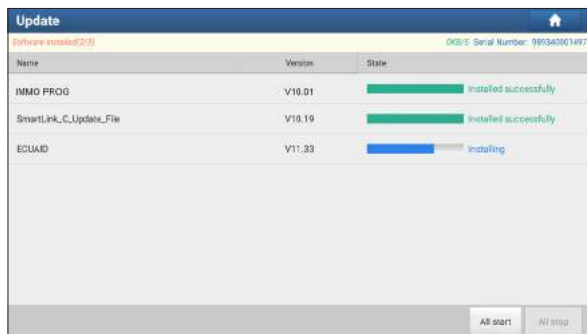 Update
Software installed(2/3)
0KB/S Serial Number: 989340001497
Name Version State
IMMO PROG V10.01 Installed successfully
SmartLink_C_Update_File V10.19 Installed successfully
ECUAID V11.33 Installing
All start All stop